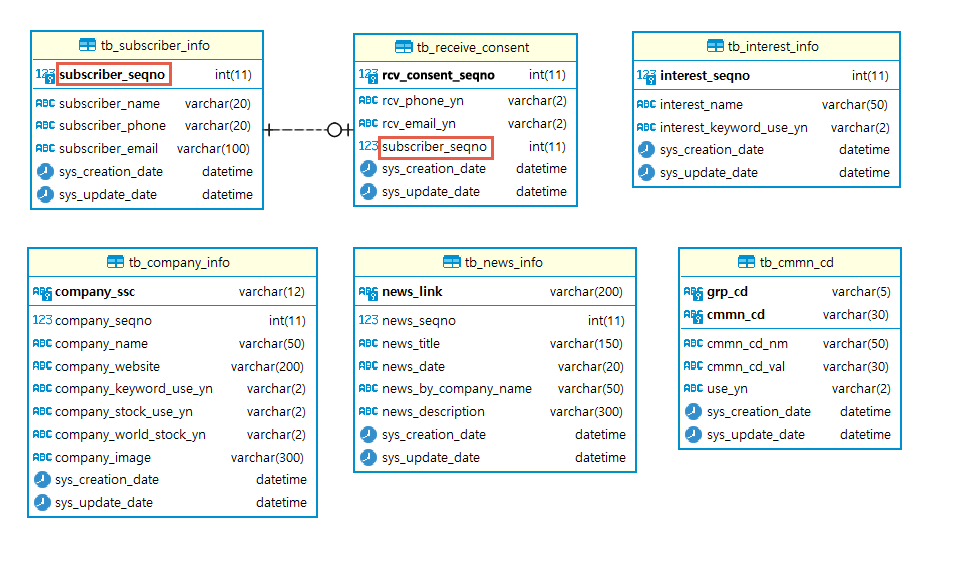 tb_subscriber_info
123 subscriber_seqno int(11)
ABC subscriber_name varchar(20)
ABC subscriber_phone varchar(20)
ABC subscriber_email varchar(100)
sys_creation_date datetime
sys_update_date datetime
tb_receive_consent
123 rcv_consent_seqno int(11)
ABC rcv_phone_yn varchar(2)
ABC rcv_email_yn varchar(2)
123 subscriber_seqno int(11)
sys_creation_date datetime
sys_update_date datetime
tb_interest_info
123 interest_seqno int(11)
ABC interest_name varchar(50)
ABC interest_keyword_use_yn varchar(2)
sys_creation_date datetime
sys_update_date datetime
tb_company_info
ABC company_ssc varchar(12)
123 company_seqno int(11)
ABC company_name varchar(50)
ABC company_website varchar(200)
ABC company_keyword_use_yn varchar(2)
ABC company_stock_use_yn varchar(2)
ABC company_world_stock_yn varchar(2)
ABC company_image varchar(300)
sys_creation_date datetime
sys_update_date datetime
tb_news_info
ABC news_link varchar(200)
123 news_seqno int(11)
ABC news_title varchar(150)
ABC news_date varchar(20)
ABC news_by_company_name varchar(50)
ABC news_description varchar(300)
sys_creation_date datetime
sys_update_date datetime
tb_cmmn_cd
ABC grp_cd varchar(5)
ABC cmmn_cd varchar(30)
ABC cmmn_cd_nm varchar(50)
ABC cmmn_cd_val varchar(30)
ABC use_yn varchar(2)
sys_creation_date datetime
sys_update_date datetime